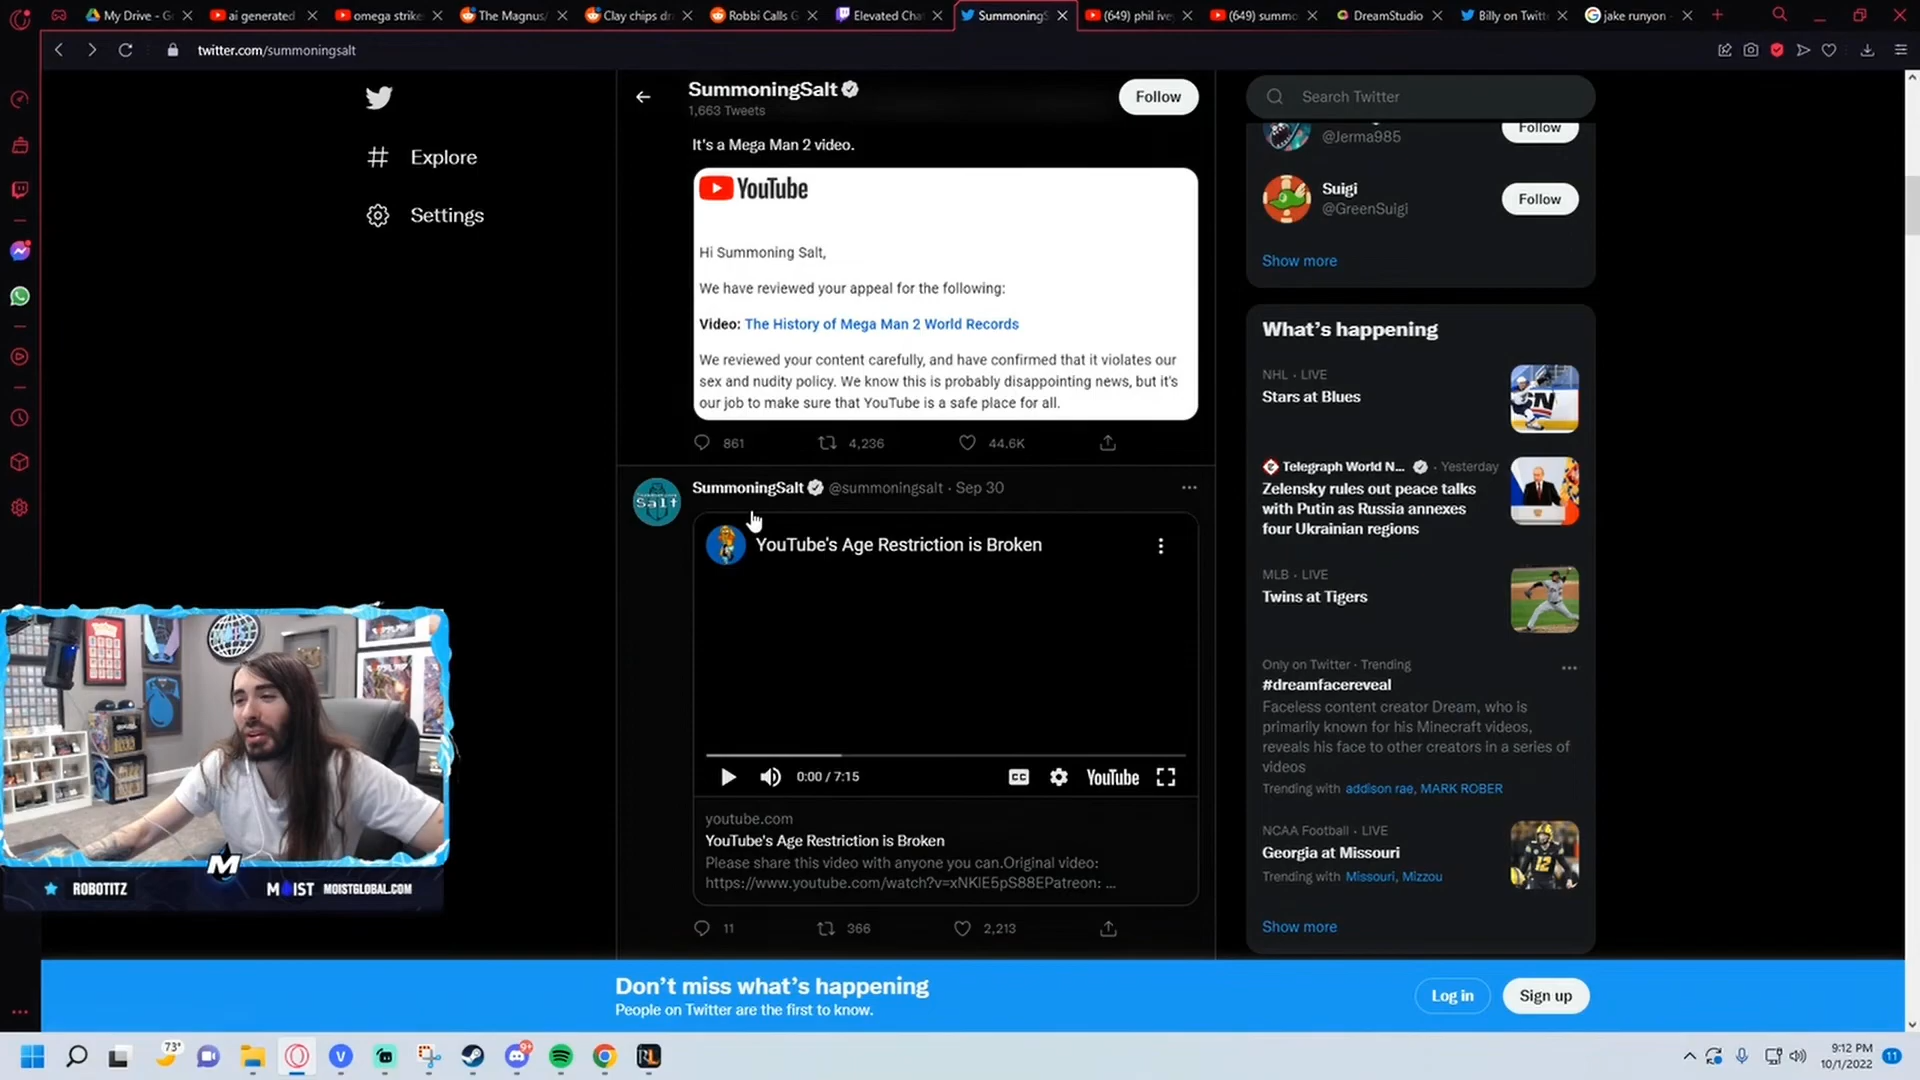 My Drive - G
ai generated
omega strike
The Magnus/
Clay chips dr
Robbi Calls G
Elevated Cha
SummoningS
(649) phil ive
(649) summo
DreamStudio
Billy on Twitt
jake runyon -
twitter.com/summoningsalt
Explore
Settings
SummoningSalt
1,663 Tweets
Follow
It's a Mega Man 2 video.
YouTube
Hi Summoning Salt,
We have reviewed your appeal for the following:
Video: The History of Mega Man 2 World Records
We reviewed your content carefully, and have confirmed that it violates our
sex and nudity policy. We know this is probably disappointing news, but it's
our job to make sure that YouTube is a safe place for all.
861
4,236
44.6K
Salt
SummoningSalt @summoningsalt · Sep 30
YouTube's Age Restriction is Broken
0:00 / 7:15
CC
YouTube
youtube.com
YouTube's Age Restriction is Broken
Please share this video with anyone you can.Original video:
https://www.youtube.com/watch?v=xNKlE5pS88EPatreon: ...
11
366
2,213
Search Twitter
@Jerma985
Follow
Suigi
@GreenSuigi
Follow
Show more
What's happening
NHL · LIVE
Stars at Blues
Telegraph World N... · Yesterday
Zelensky rules out peace talks
with Putin as Russia annexes
four Ukrainian regions
MLB · LIVE
Twins at Tigers
Only on Twitter · Trending
#dreamfacereveal
Faceless content creator Dream, who is
primarily known for his Minecraft videos,
reveals his face to other creators in a series of
videos
Trending with addison rae, MARK ROBER
NCAA Football · LIVE
Georgia at Missouri
Trending with Missouri, Mizzou
Show more
MOIST
M
ROBOTITZ
MOIST MOISTGLOBAL.COM
Don't miss what's happening
People on Twitter are the first to know.
Log in
Sign up
73°
9+
RL
9:12 PM
10/1/2022
11